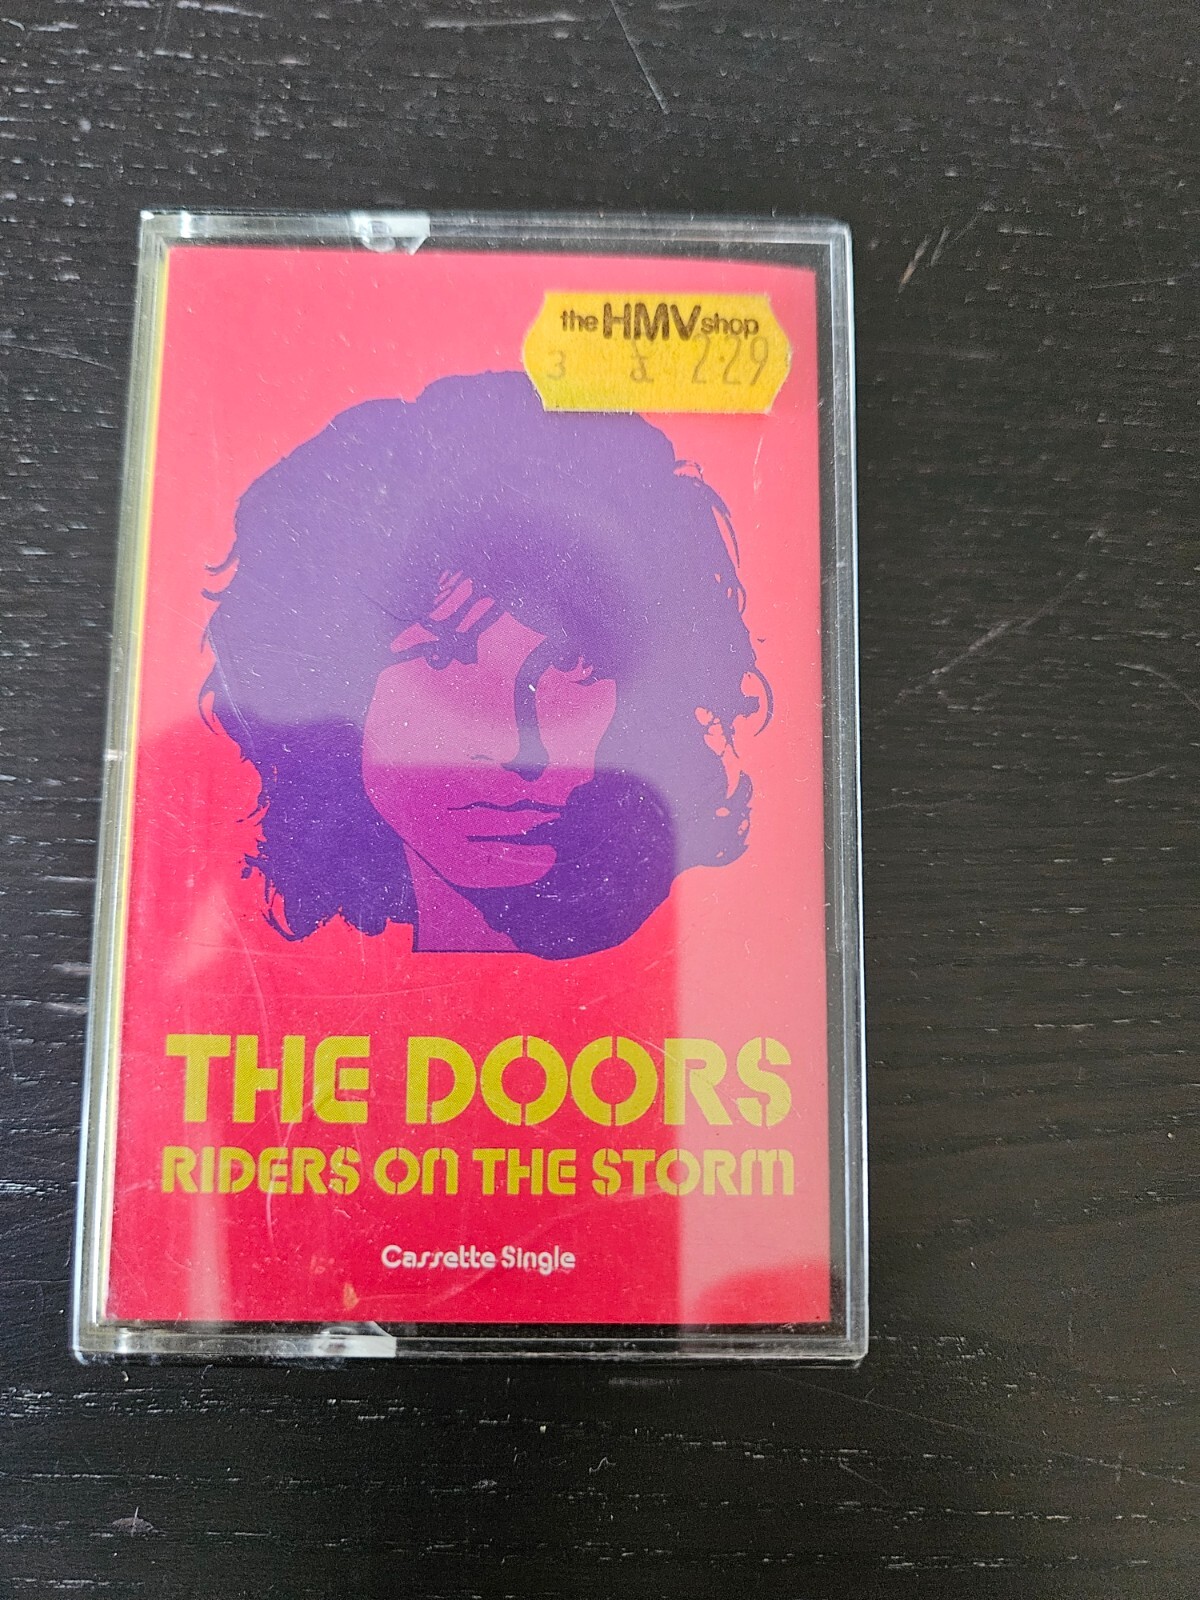 the HMV shop
3 £ 2.29
THE DOORS
RIDERS ON THE STORM
Cassette Single